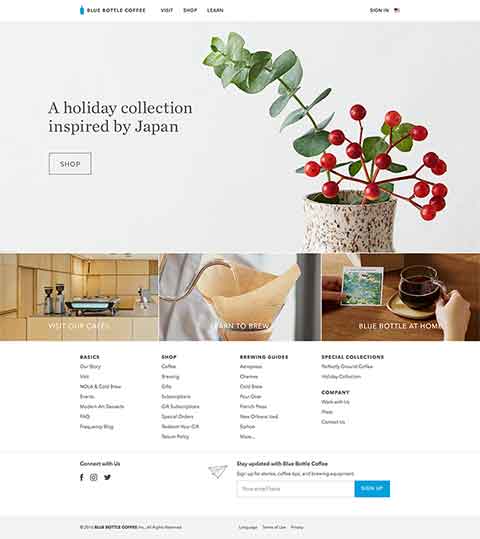 BLUE BOTTLE COFFEE VISIT SHOP LEARN SIGN IN
A holiday collection
inspired by Japan
SHOP
VISIT OUR CAFES
LEARN TO BREW
BLUE BOTTLE AT HOME
BASICS
Our Story
Visit
NOLA & Cold Brew
Events
Modern Art Desserts
FAQ
Frequency Blog
SHOP
Coffee
Brewing
Gifts
Subscriptions
Gift Subscriptions
Special Orders
Redeem Your Gift
Return Policy
BREWING GUIDES
Aeropress
Chemex
Cold Brew
Pour Over
French Press
New Orleans Iced
Siphon
More...
SPECIAL COLLECTIONS
Perfectly Ground Coffee
Holiday Collection
COMPANY
Work with Us
Press
Contact Us
Connect with Us
Stay updated with Blue Bottle Coffee
Sign up for stories, coffee tips, and brewing equipment.
Your email here
SIGN UP
© 2016 BLUE BOTTLE COFFEE Inc., All Rights Reserved
Language Terms of Use Privacy